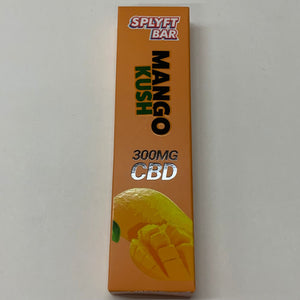 SPLYFT
BAR
MANGO
KUSH
300MG
CBD